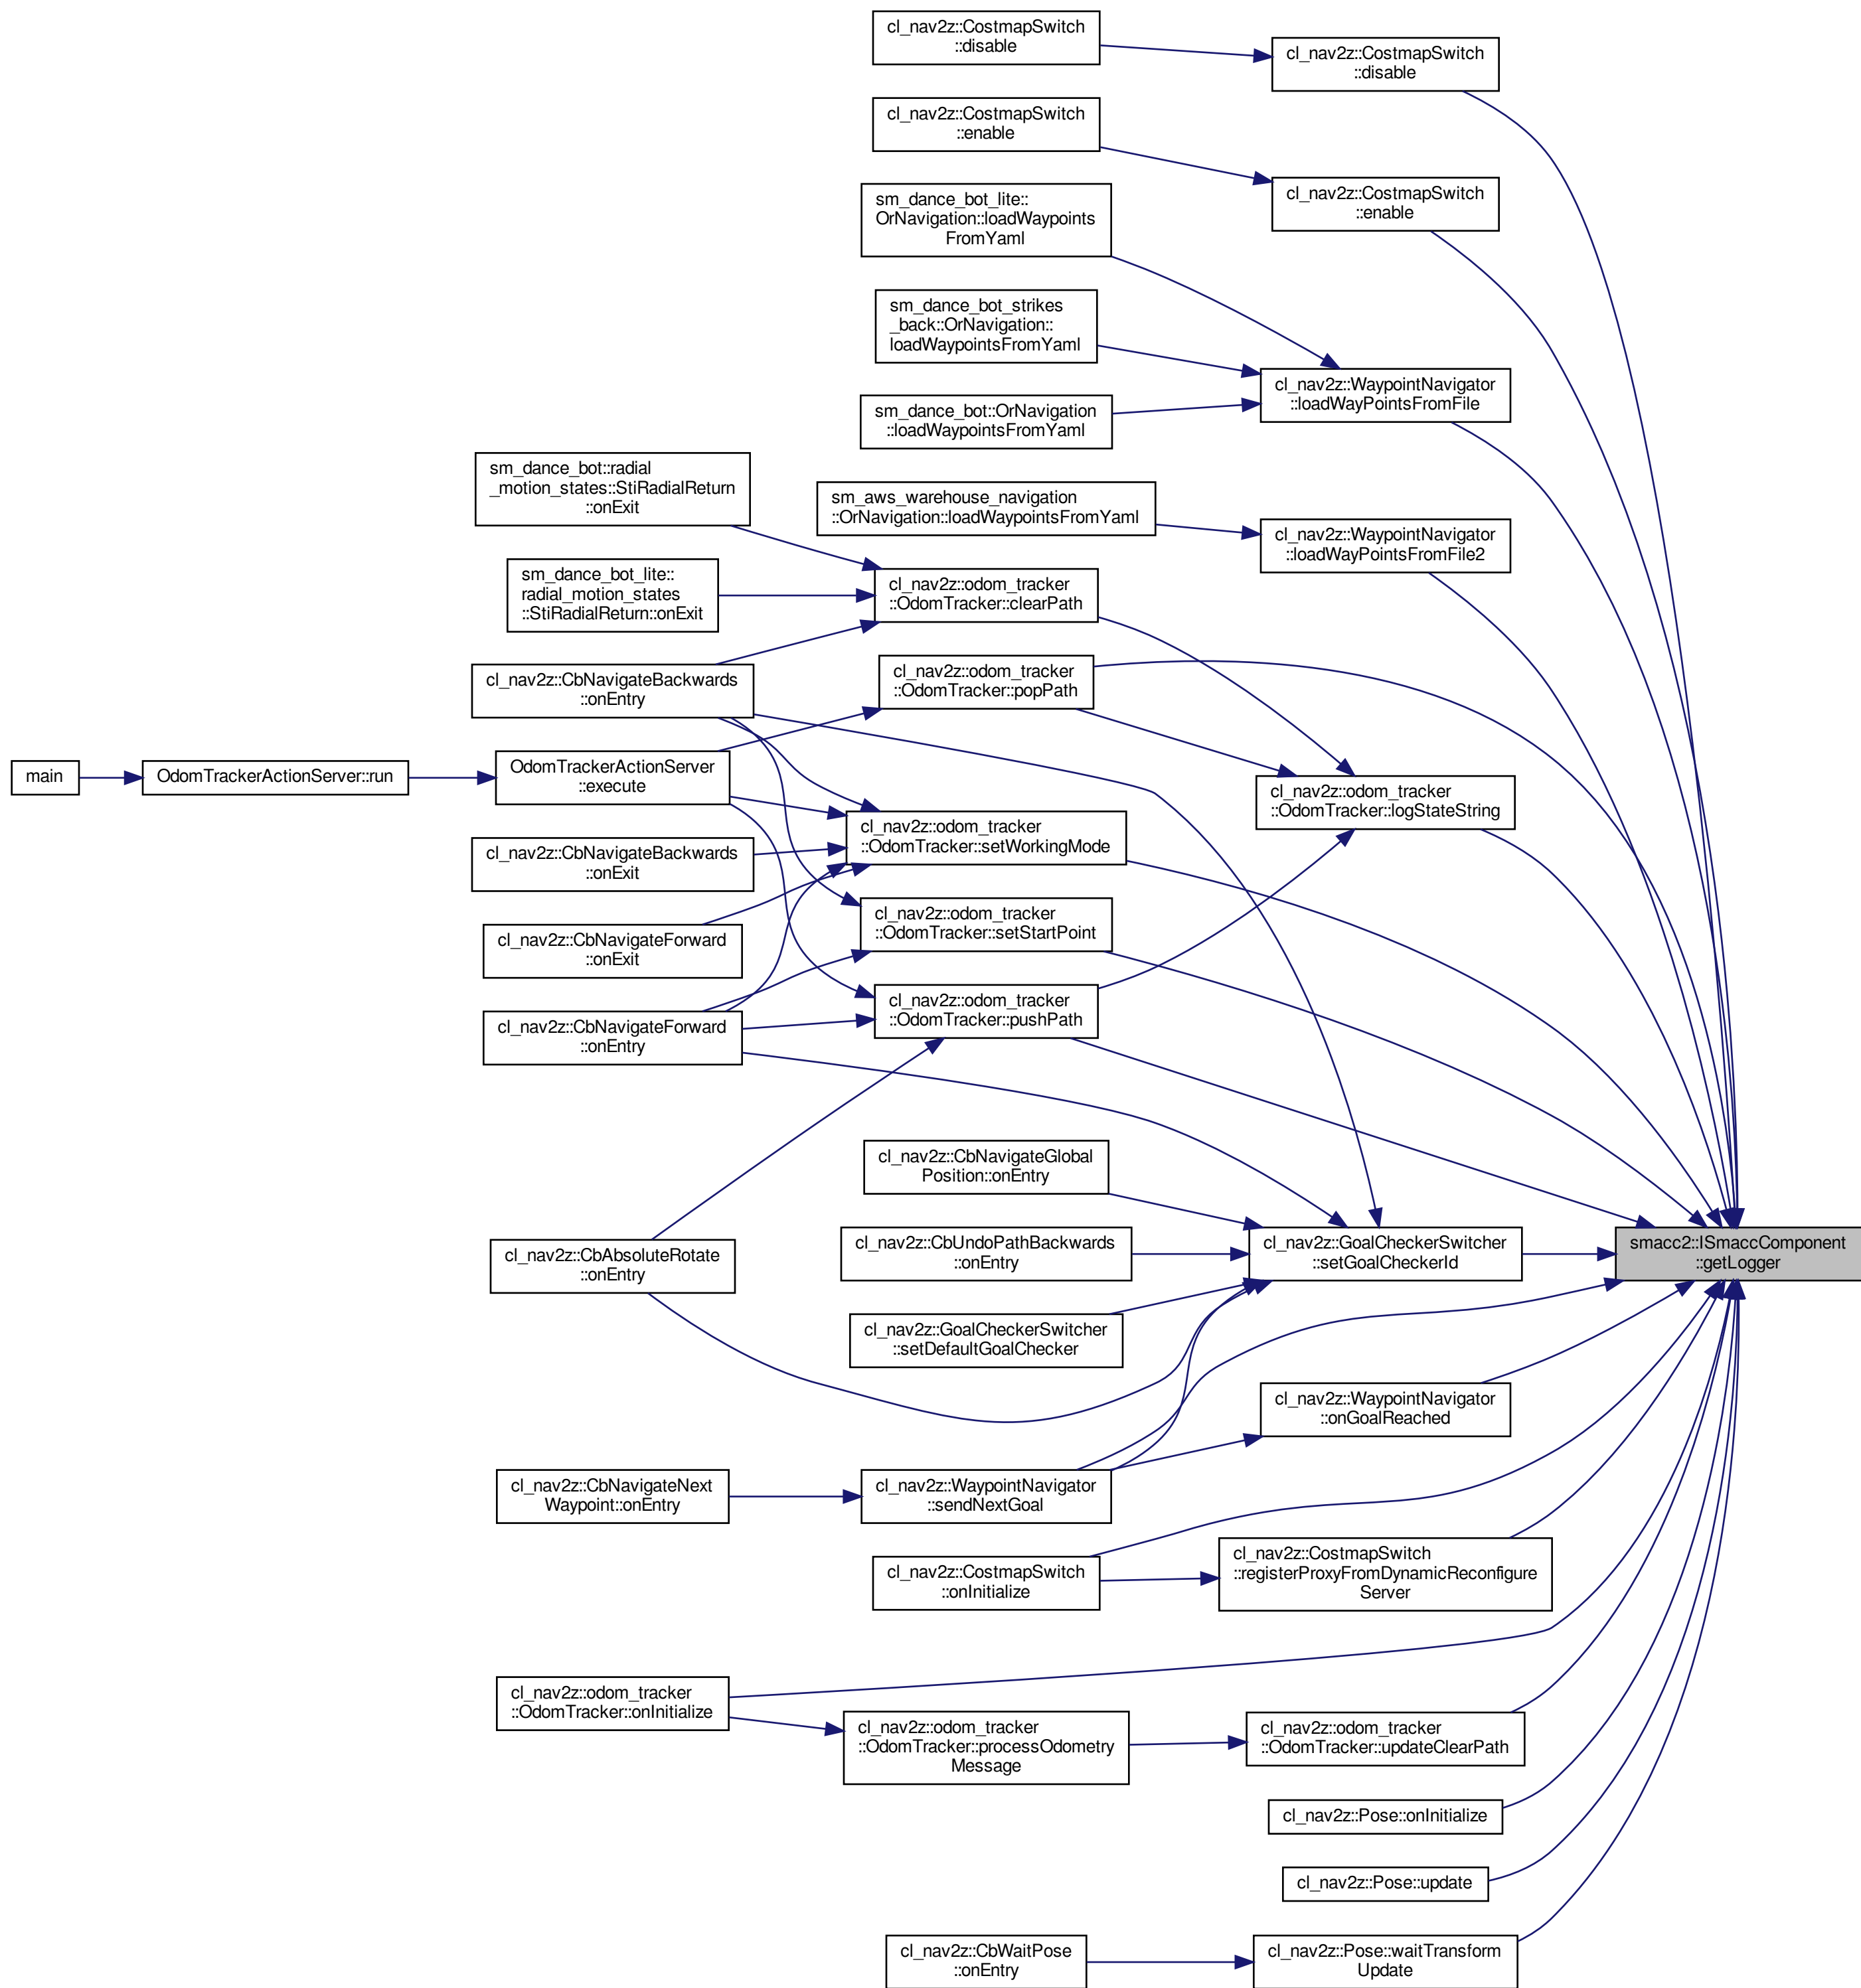 cl_nav2z::CostmapSwitch
::disable
cl_nav2z::CostmapSwitch
::disable
cl_nav2z::CostmapSwitch
::enable
cl_nav2z::CostmapSwitch
::enable
sm_dance_bot_lite::
OrNavigation::loadWaypoints
FromYaml
sm_dance_bot_strikes
_back::OrNavigation::
loadWaypointsFromYaml
cl_nav2z::WaypointNavigator
::loadWayPointsFromFile
sm_dance_bot::OrNavigation
::loadWaypointsFromYaml
sm_dance_bot::radial
_motion_states::StiRadialReturn
::onExit
sm_aws_warehouse_navigation
::OrNavigation::loadWaypointsFromYaml
cl_nav2z::WaypointNavigator
::loadWayPointsFromFile2
sm_dance_bot_lite::
radial_motion_states
::StiRadialReturn::onExit
cl_nav2z::odom_tracker
::OdomTracker::clearPath
cl_nav2z::CbNavigateBackwards
::onEntry
cl_nav2z::odom_tracker
::OdomTracker::popPath
main
OdomTrackerActionServer::run
OdomTrackerActionServer
::execute
cl_nav2z::odom_tracker
::OdomTracker::logStateString
cl_nav2z::odom_tracker
::OdomTracker::setWorkingMode
cl_nav2z::CbNavigateBackwards
::onExit
cl_nav2z::odom_tracker
::OdomTracker::setStartPoint
cl_nav2z::CbNavigateForward
::onExit
cl_nav2z::odom_tracker
::OdomTracker::pushPath
cl_nav2z::CbNavigateForward
::onEntry
cl_nav2z::CbNavigateGlobal
Position::onEntry
cl_nav2z::CbAbsoluteRotate
::onEntry
cl_nav2z::CbUndoPathBackwards
::onEntry
cl_nav2z::GoalCheckerSwitcher
::setGoalCheckerId
smacc2::ISmaccComponent
::getLogger
cl_nav2z::GoalCheckerSwitcher
::setDefaultGoalChecker
cl_nav2z::WaypointNavigator
::onGoalReached
cl_nav2z::CbNavigateNext
Waypoint::onEntry
cl_nav2z::WaypointNavigator
::sendNextGoal
cl_nav2z::CostmapSwitch
::onInitialize
cl_nav2z::CostmapSwitch
::registerProxyFromDynamicReconfigure
Server
cl_nav2z::odom_tracker
::OdomTracker::onInitialize
cl_nav2z::odom_tracker
::OdomTracker::processOdometry
Message
cl_nav2z::odom_tracker
::OdomTracker::updateClearPath
cl_nav2z::Pose::onInitialize
cl_nav2z::Pose::update
cl_nav2z::CbWaitPose
::onEntry
cl_nav2z::Pose::waitTransform
Update